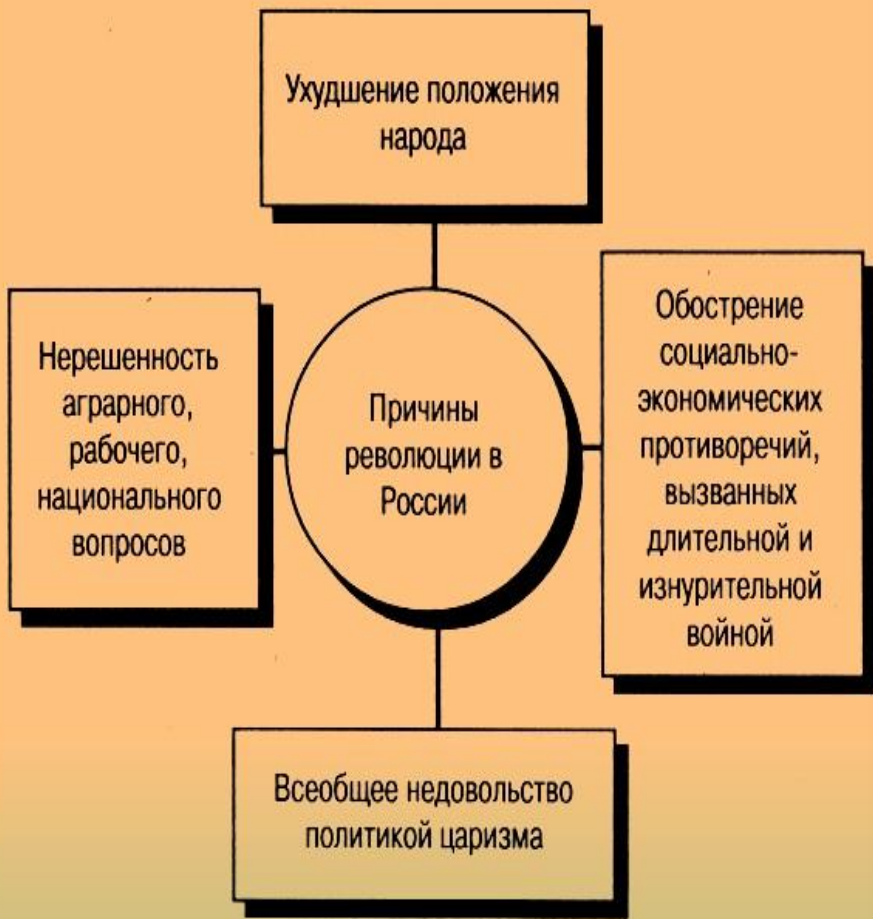 Ухудшение положения
народа
Нерешенность
аграрного,
рабочего,
национального
вопросов
Причины
революции в
России
Обострение
социально-
экономических
противоречий,
вызванных
длительной и
изнурительной
войной
Всеобщее недовольство
политикой царизма